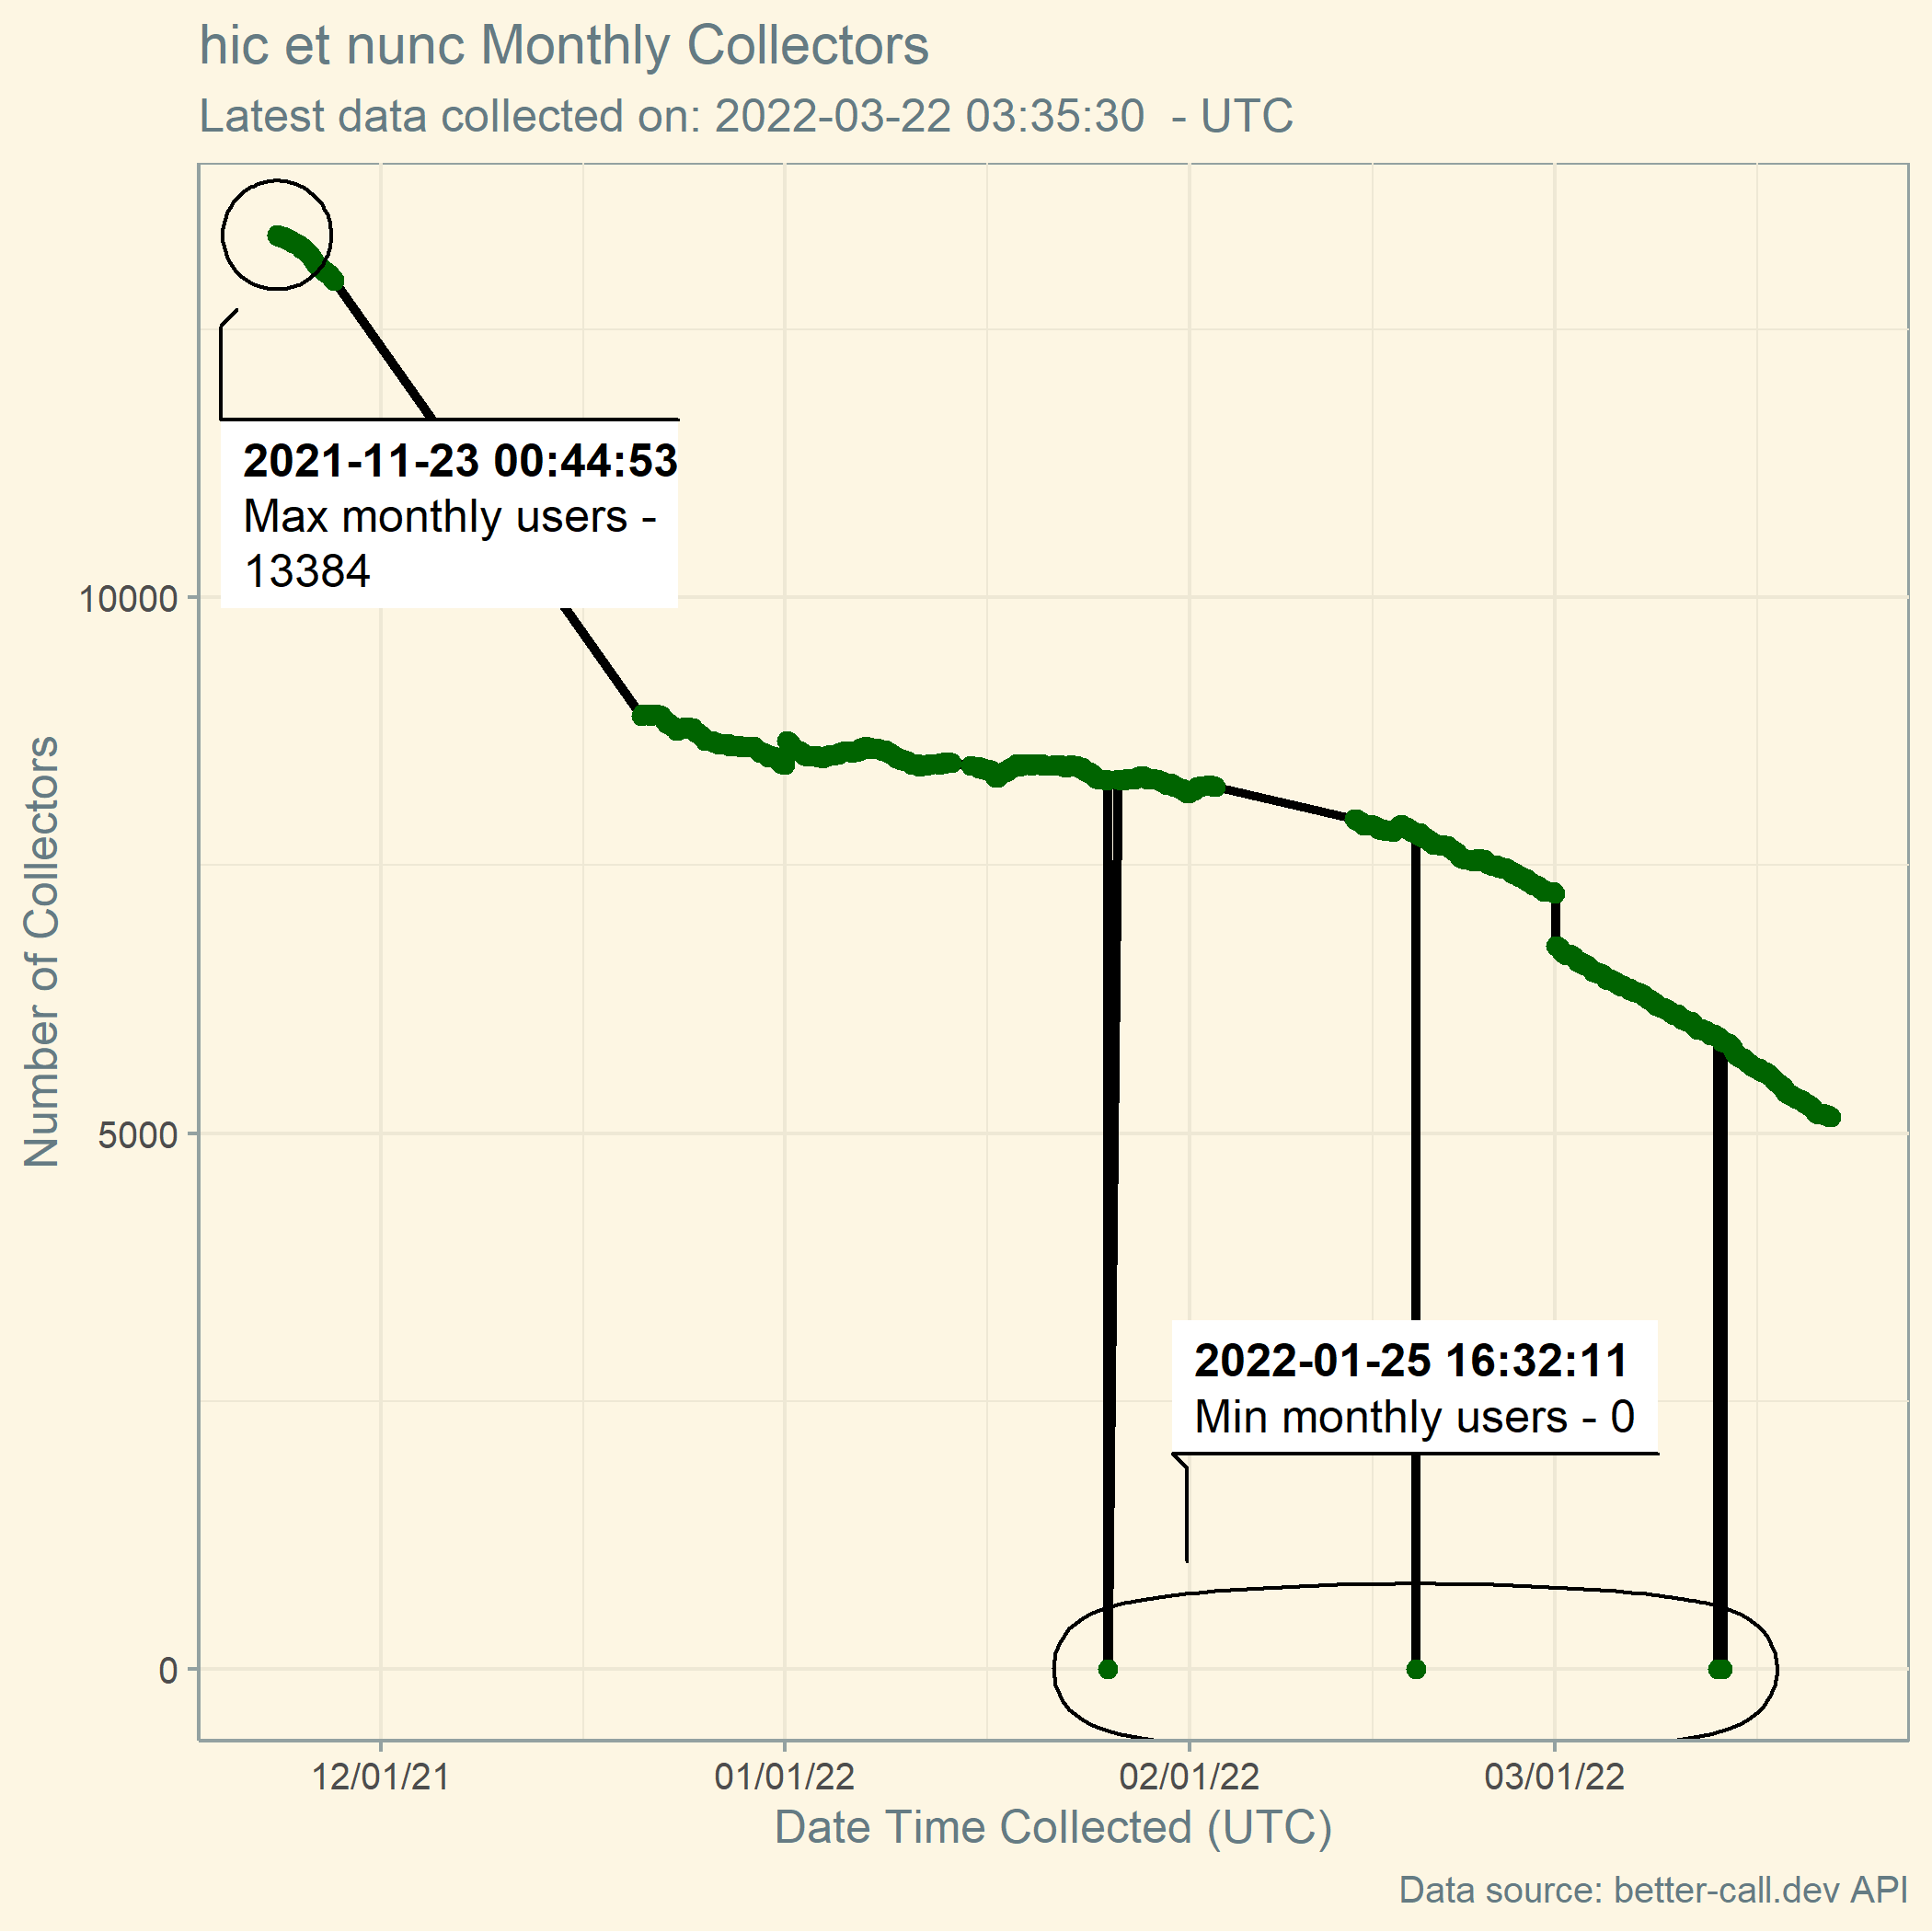 hic et nunc Monthly Collectors
Latest data collected on: 2022-03-22 03:35:30  - UTC
2021-11-23 00:44:53
Max monthly users -
13384
10000
5000
0
Number of Collectors
2022-01-25 16:32:11
Min monthly users - 0
12/01/21
01/01/22
02/01/22
03/01/22
Date Time Collected (UTC)
Data source: better-call.dev API